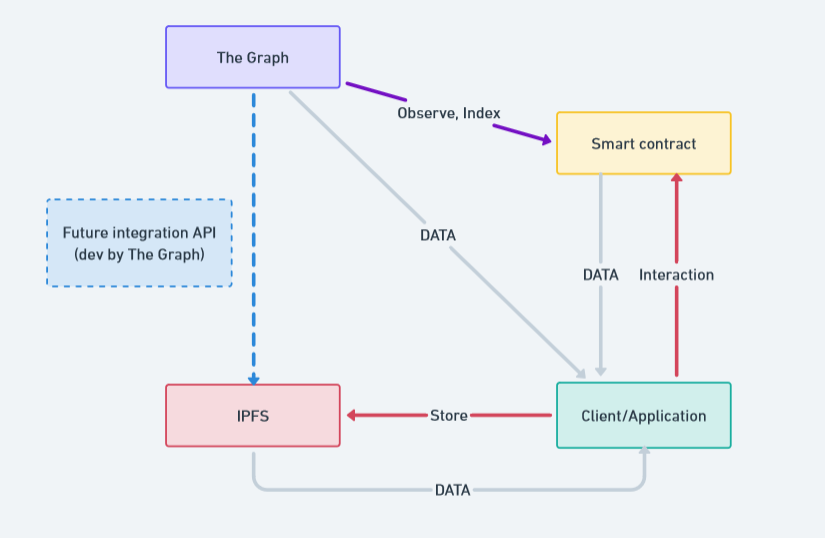 The Graph
Observe, Index
Smart contract
Future integration API
(dev by The Graph)
DATA
DATA
Interaction
IPFS
Store
Client/Application
DATA